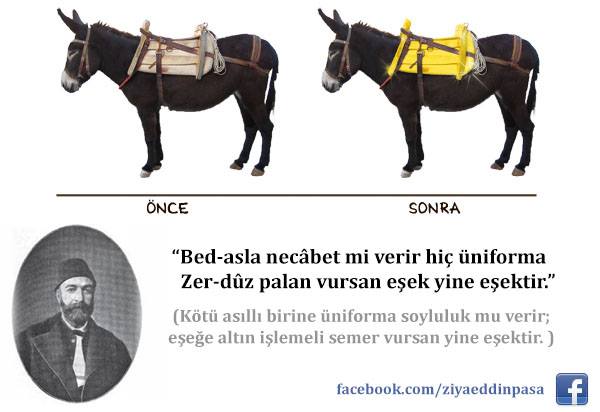 ÖNCE
SONRA
“Bed-asla necâbet mi verir hiç üniforma
Zer-dûz palan vursan eşek yine eşektir.”
(Kötü asıllı birine üniforma soyluluk mu verir;
eşeğe altın işlemeli semer vursan yine eşektir. )
facebook.com/ziyaeddinpasa f